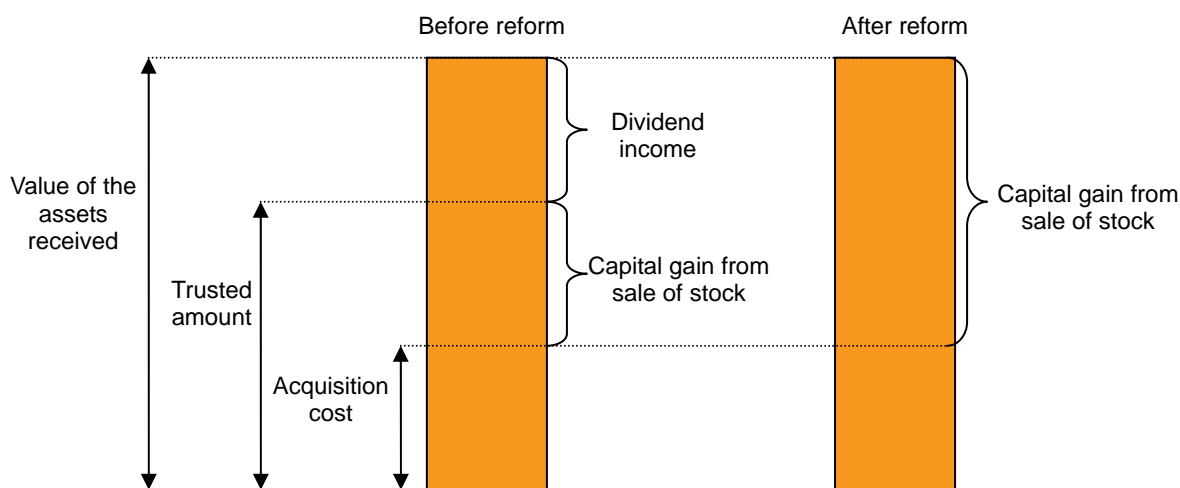 Before reform
After reform
Dividend
income
Value of the
assets
received
Capital gain from
sale of stock
Trusted
amount
Capital gain from
sale of stock
Acquisition
cost